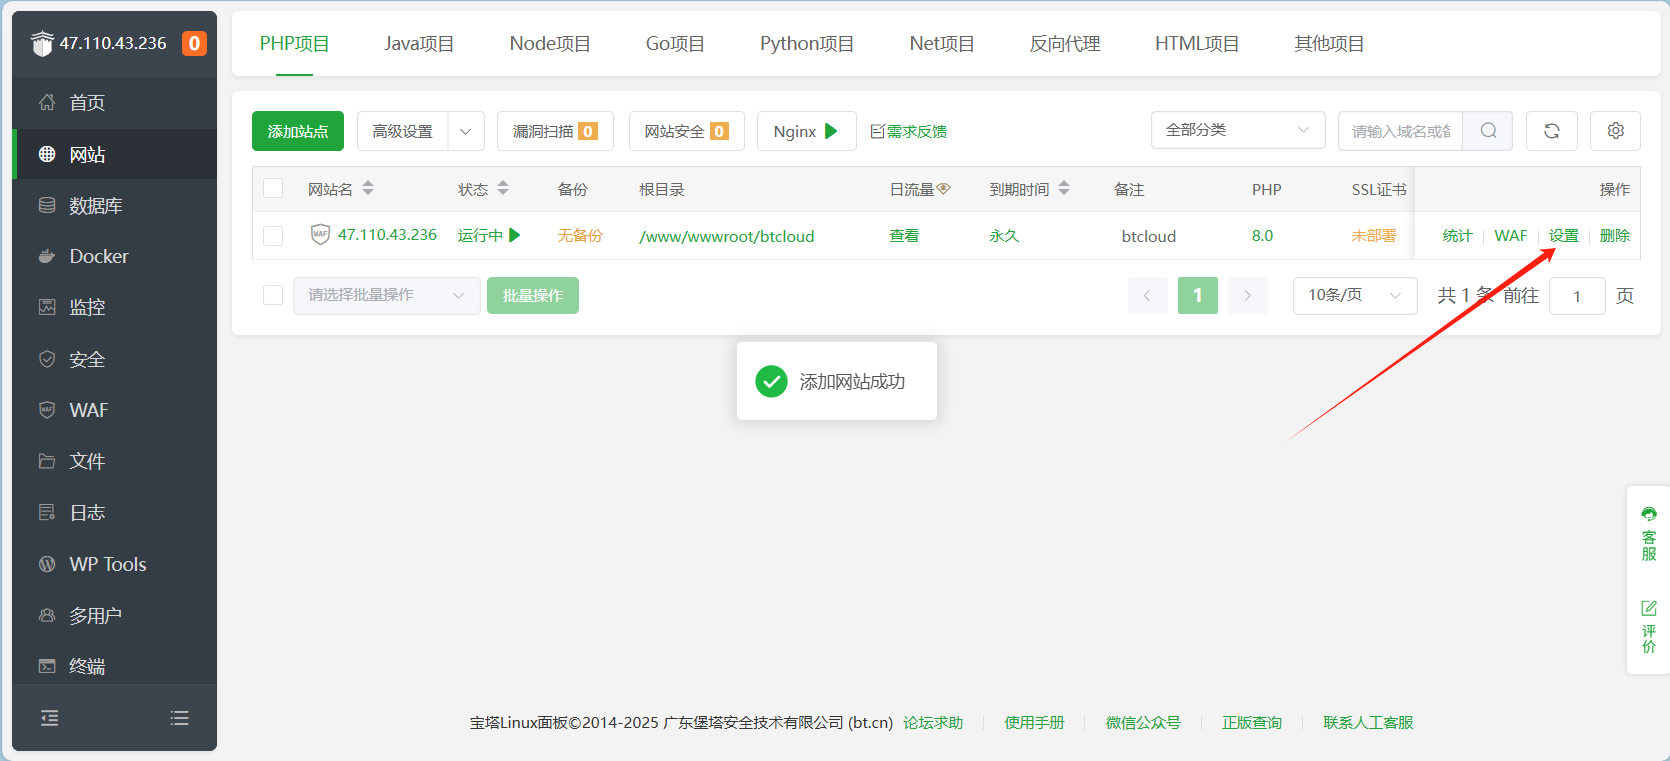 47.110.43.236 0
首页
网站
数据库
Docker
监控
安全
WAF
文件
日志
WP Tools
多用户
终端
PHP项目 Java项目 Node项目 Go项目 Python项目 Net项目 反向代理 HTML项目 其他项目
添加站点 高级设置 漏洞扫描 0 网站安全 0 Nginx 需求反馈 全部分类 请输入域名或备
网站名 状态 备份 根目录 日流量 到期时间 备注 PHP SSL证书 操作
WAF 47.110.43.236 运行中 无备份 /www/wwwroot/btcloud 查看 永久 btcloud 8.0 未部署 统计 WAF 设置 删除
请选择批量操作 批量操作 1 10条/页 共 1 条 前往 1 页
添加网站成功
客服
评价
宝塔Linux面板©2014-2025 广东堡塔安全技术有限公司 (bt.cn) 论坛求助 使用手册 微信公众号 正版查询 联系人工客服